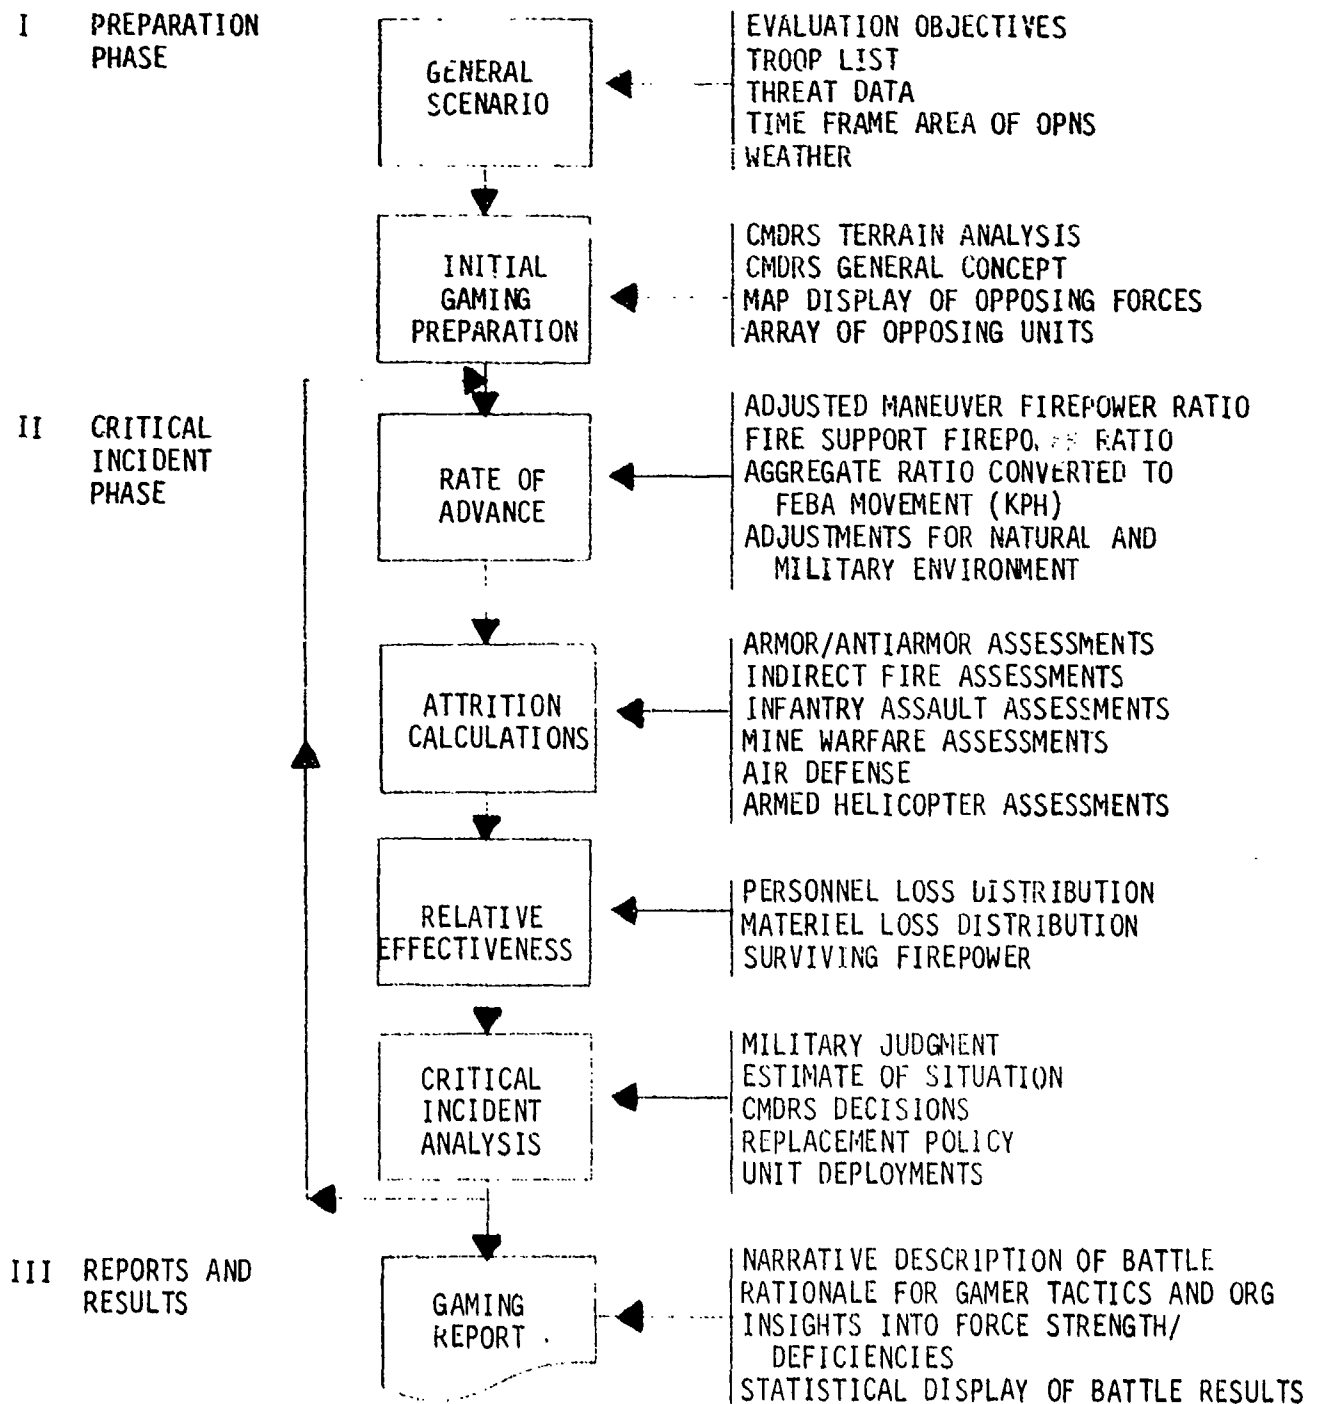 I PREPARATION
PHASE
GENERAL
SCENARIO
EVALUATION OBJECTIVES
TROOP LIST
THREAT DATA
TIME FRAME AREA OF OPNS
WEATHER
INITIAL
GAMING
PREPARATION
CMDRS TERRAIN ANALYSIS
CMDRS GENERAL CONCEPT
MAP DISPLAY OF OPPOSING FORCES
ARRAY OF OPPOSING UNITS
II CRITICAL
INCIDENT
PHASE
RATE OF
ADVANCE
ADJUSTED MANEUVER FIREPOWER RATIO
FIRE SUPPORT RATIO
AGGREGATE RATIO CONVERTED TO
FEBA MOVEMENT (KPH)
ADJUSTMENTS FOR NATURAL AND
MILITARY ENVIRONMENT
ATTRITION
CALCULATIONS
ARMOR/ANTIARMOR ASSESSMENTS
INDIRECT FIRE ASSESSMENTS
INFANTRY ASSAULT ASSESSMENTS
MINE WARFARE ASSESSMENTS
AIR DEFENSE
ARMED HELICOPTER ASSESSMENTS
RELATIVE
EFFECTIVENESS
PERSONNEL LOSS DISTRIBUTION
MATERIEL LOSS DISTRIBUTION
SURVIVING FIREPOWER
CRITICAL
INCIDENT
ANALYSIS
MILITARY JUDGMENT
ESTIMATE OF SITUATION
CMDRS DECISIONS
REPLACEMENT POLICY
UNIT DEPLOYMENTS
III REPORTS AND
RESULTS
GAMING
REPORT
NARRATIVE DESCRIPTION OF BATTLE
RATIONALE FOR GAMER TACTICS AND ORG
INSIGHTS INTO FORCE STRENGTH/
DEFICIENCIES
STATISTICAL DISPLAY OF BATTLE RESULTS